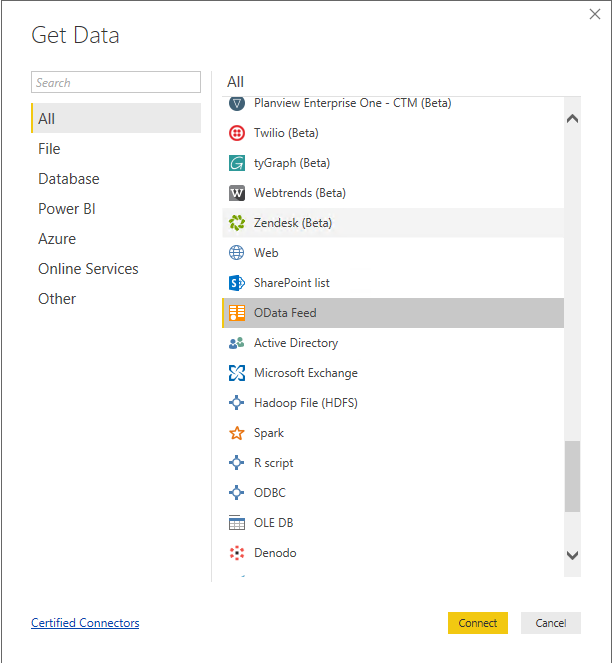 Get Data
Search
All
File
Database
Power BI
Azure
Online Services
Other
All
Planview Enterprise One - CTM (Beta)
Twilio (Beta)
tyGraph (Beta)
Webtrends (Beta)
Zendesk (Beta)
Web
SharePoint list
OData Feed
Active Directory
Microsoft Exchange
Hadoop File (HDFS)
Spark
R script
ODBC
OLE DB
Denodo
Certified Connectors
Connect
Cancel